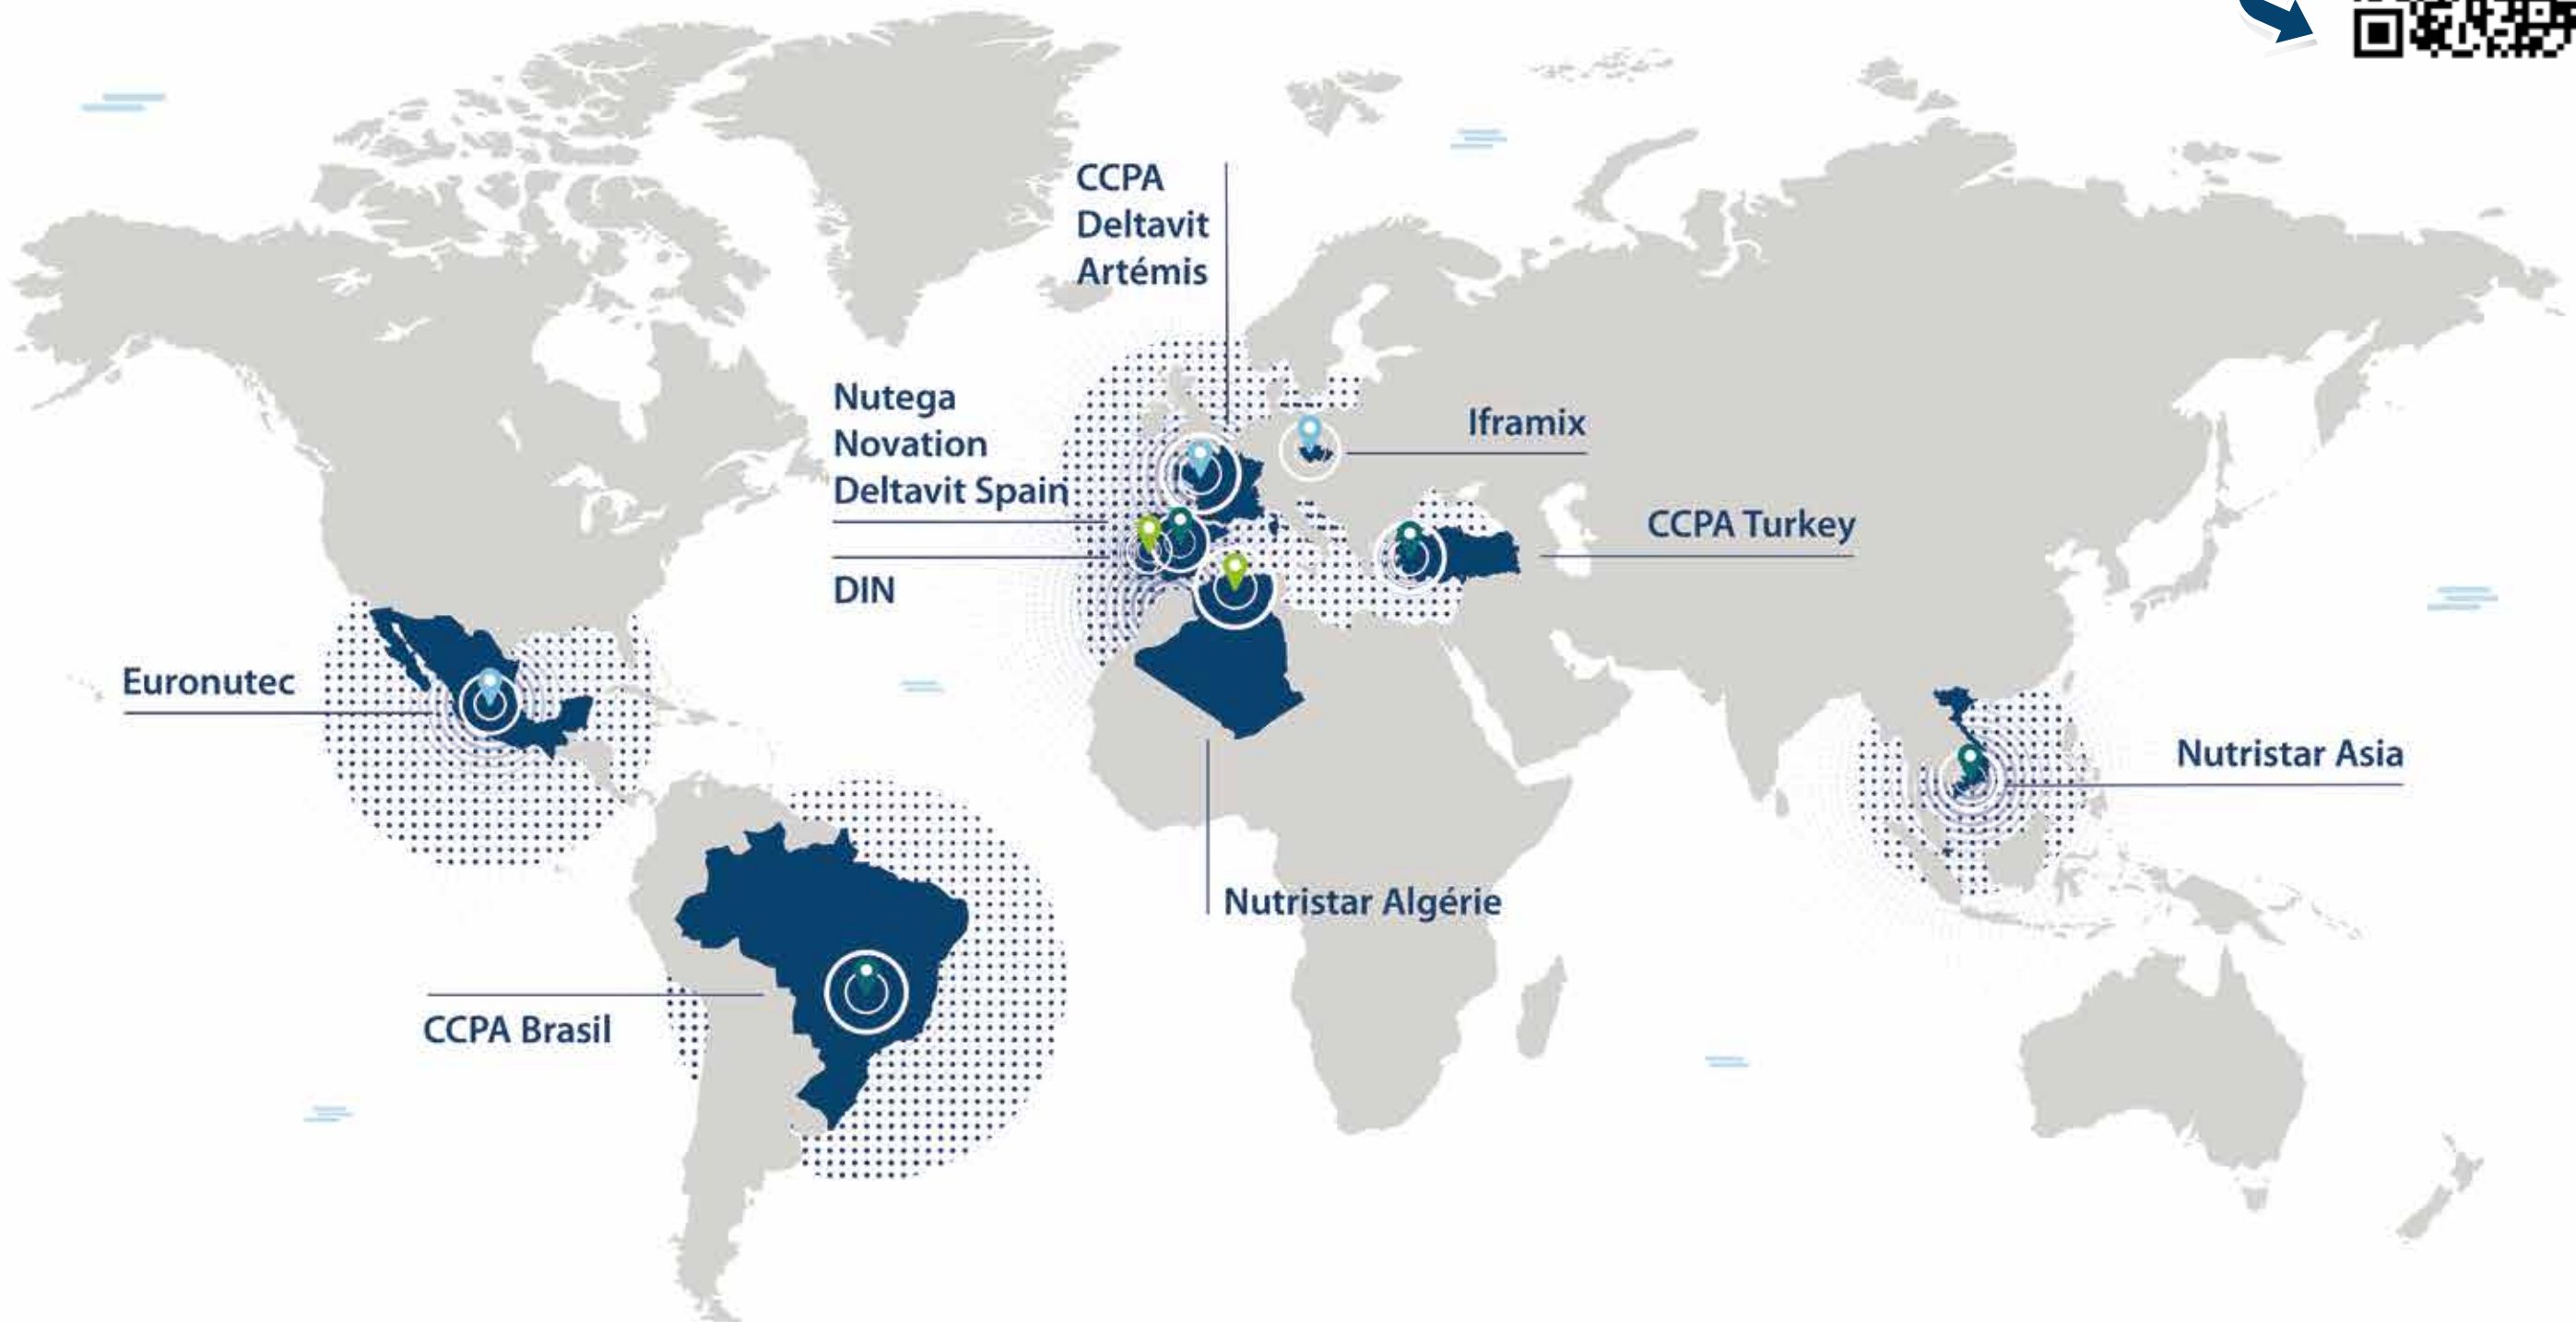 CCPA
Deltavit
Artémis
Nutega
Novation
Deltavit Spain
DIN
Iframix
CCPA Turkey
Euronutec
Nutristar Asia
Nutristar Algérie
CCPA Brasil